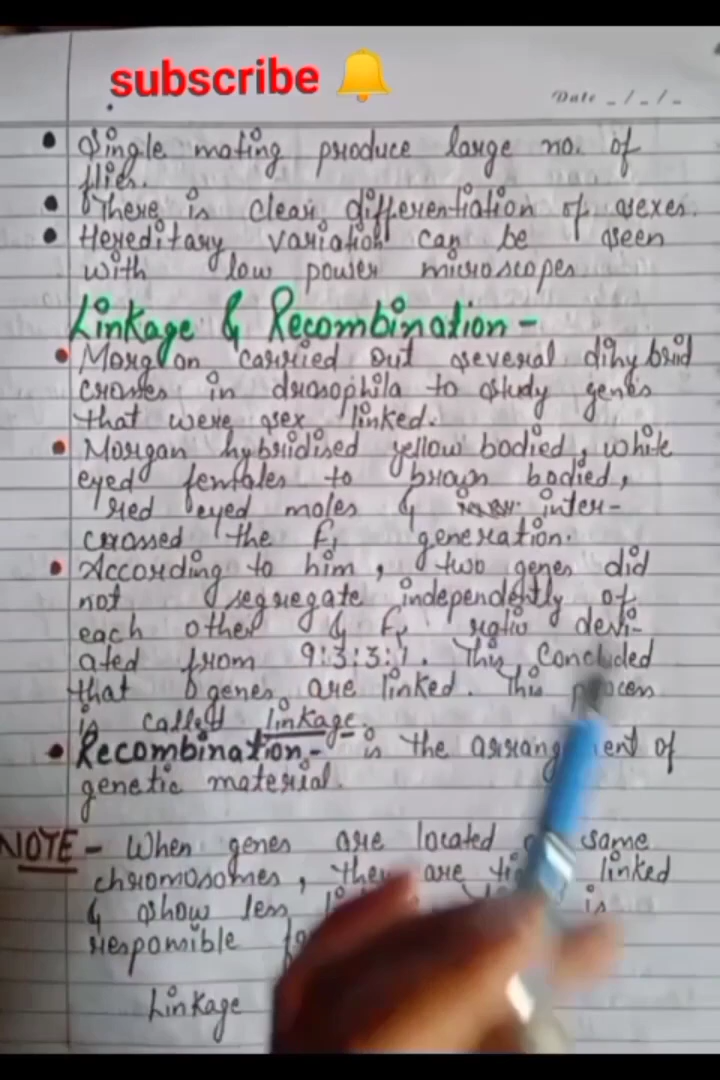 subscribe 🔔
Date _/_/_
• Single mating produce large no. of
flies.
• There is clear differentiation of sexes.
• Hereditary variation can be seen
with low power microscopes
Linkage & Recombination -
• Morgan carried out several dihybrid
crosses in drosophila to study genes
that were sex linked.
• Morgan hybridised yellow bodied, white
eyed females to brown bodied,
red eyed males & inter-
crossed the F1 generation.
• According to him, two genes did
not segregate independently of
each other & F2 ratio devi-
ated from 9:3:3:1. This concluded
that genes are linked. This process
is called linkage.
• Recombination - is the arrangement of
genetic material.
NOTE - When genes are located same
chromosomes, they are linked
& show less is
responsible
Linkage